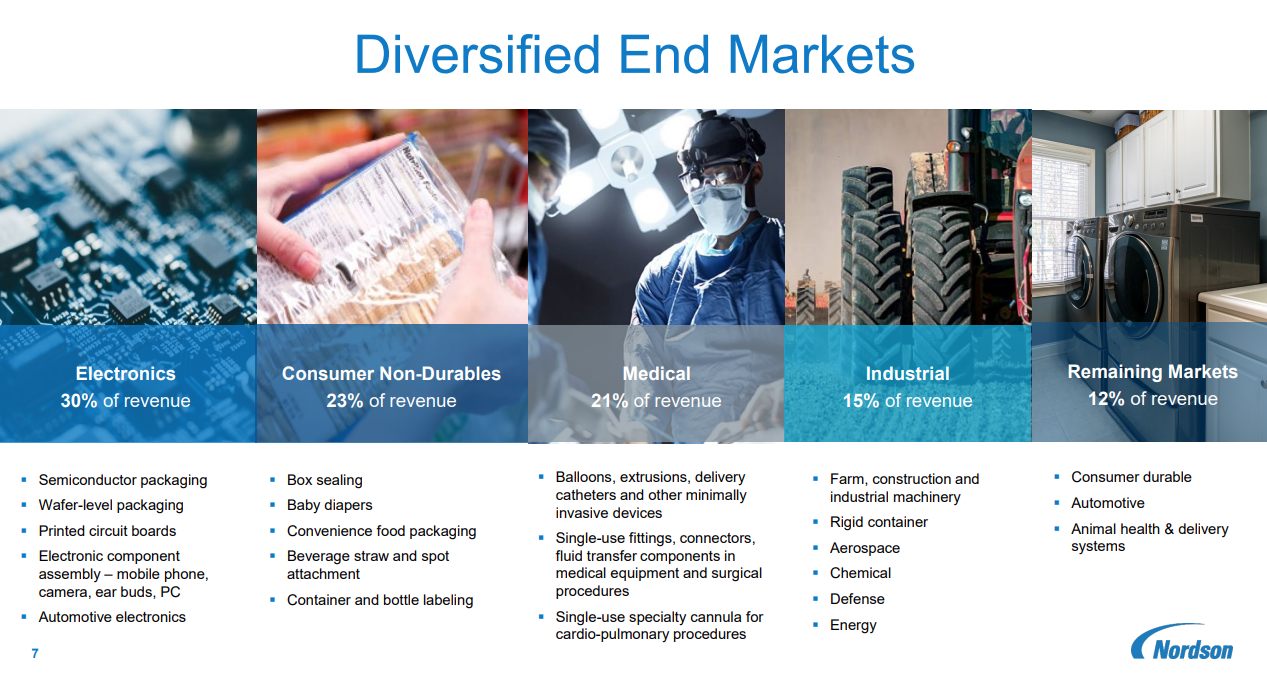 Diversified End Markets
Electronics
30% of revenue
Consumer Non-Durables
23% of revenue
Medical
21% of revenue
Industrial
15% of revenue
Remaining Markets
12% of revenue
▪ Semiconductor packaging
▪ Wafer-level packaging
▪ Printed circuit boards
▪ Electronic component
assembly – mobile phone,
camera, ear buds, PC
▪ Automotive electronics
▪ Box sealing
▪ Baby diapers
▪ Convenience food packaging
▪ Beverage straw and spot
attachment
▪ Container and bottle labeling
▪ Balloons, extrusions, delivery
catheters and other minimally
invasive devices
▪ Single-use fittings, connectors,
fluid transfer components in
medical equipment and surgical
procedures
▪ Single-use specialty cannula for
cardio-pulmonary procedures
▪ Farm, construction and
industrial machinery
▪ Rigid container
▪ Aerospace
▪ Chemical
▪ Defense
▪ Energy
▪ Consumer durable
▪ Automotive
▪ Animal health & delivery
systems
7
Nordson